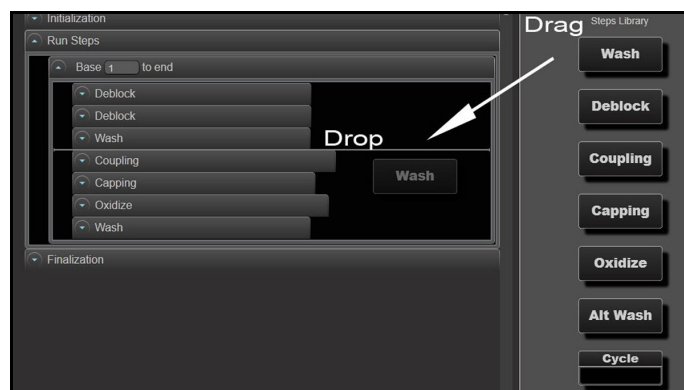 Initialization
Run Steps
Base 1 to end
Deblock
Deblock
Wash
Coupling
Capping
Oxidize
Wash
Finalization
Drop
Wash
Drag
Steps Library
Wash
Deblock
Coupling
Capping
Oxidize
Alt Wash
Cycle